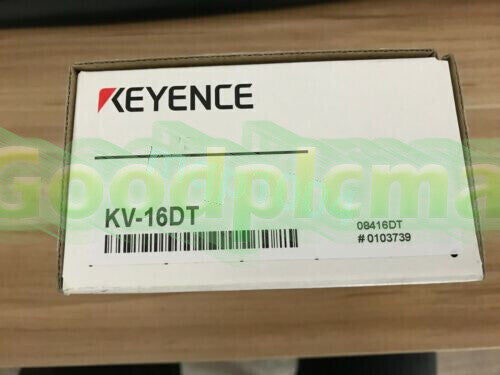 KEYENCE
Goodplcma
KV-16DT
08416DT
#0103739